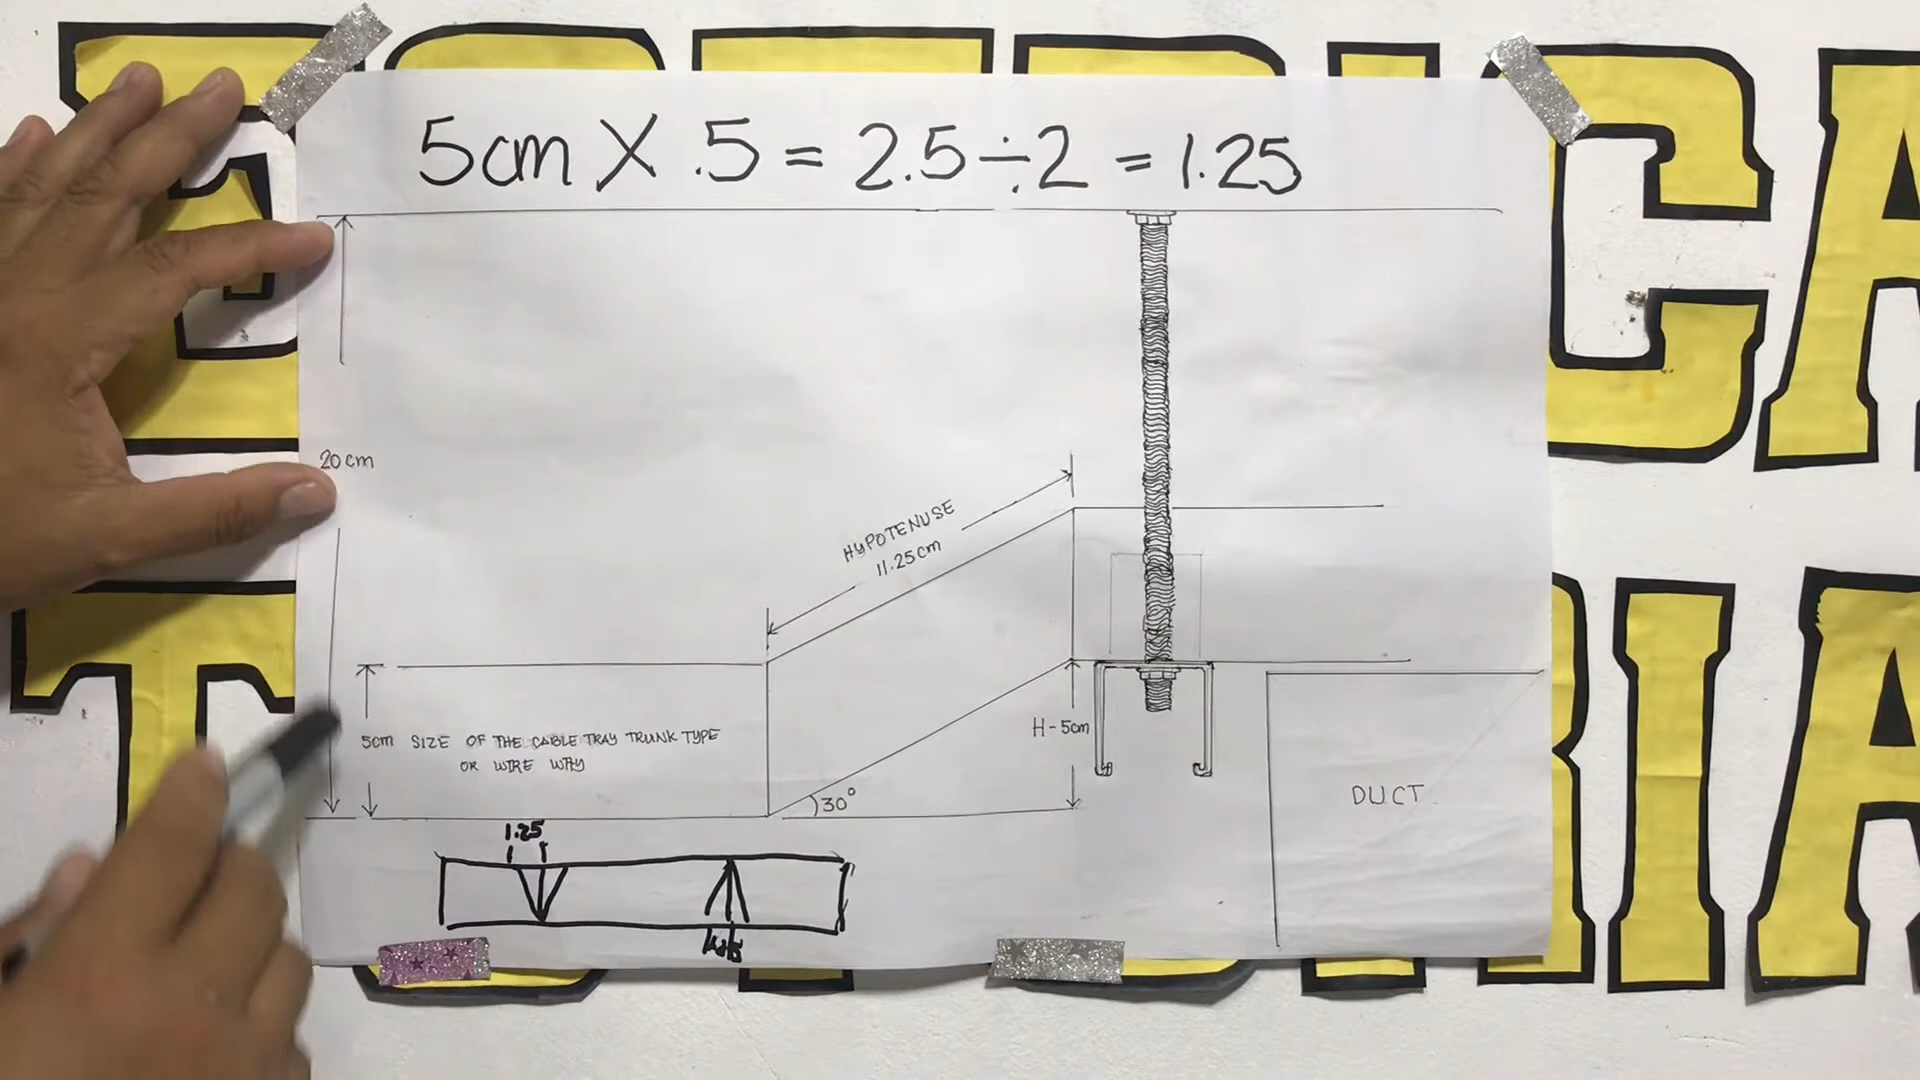 5cm X .5 = 2.5 ÷ 2 = 1.25
20cm
HYPOTENUSE
11.25cm
H-5cm
5cm SIZE OF THE CABLE TRAY TRUNK TYPE
OR WIRE WAY
30°
DUCT
1.25